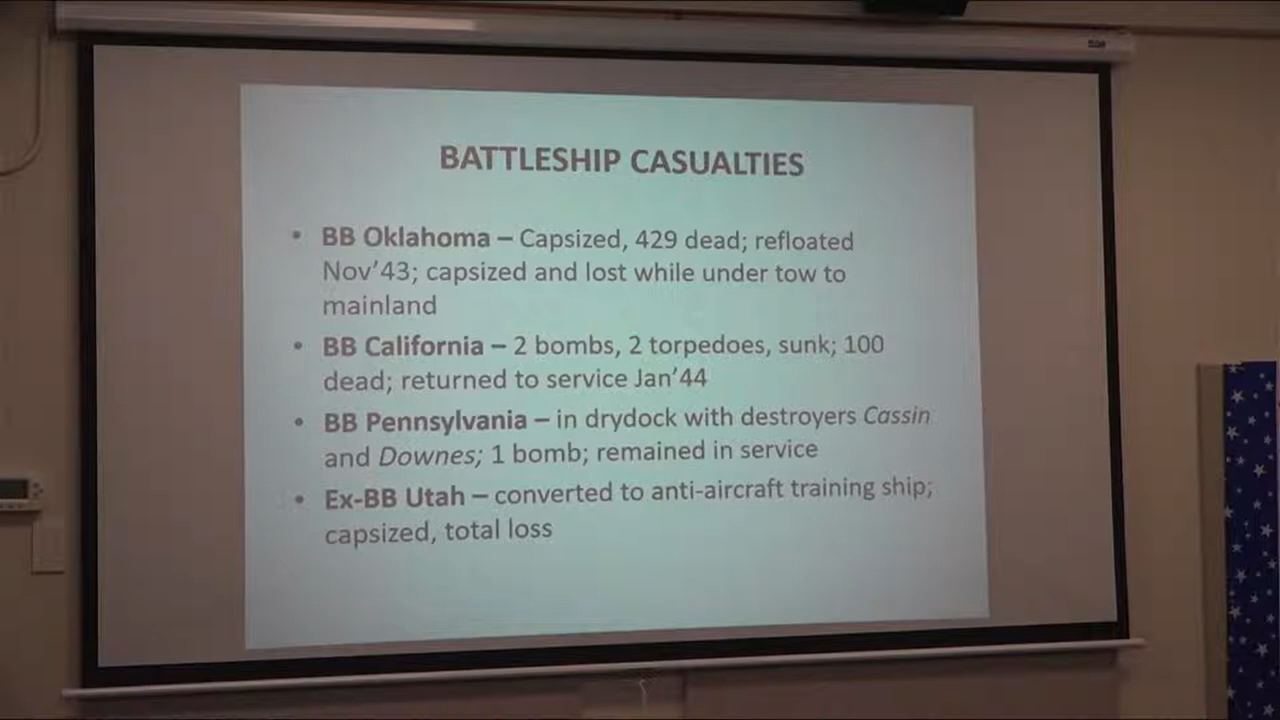 BATTLESHIP CASUALTIES
• BB Oklahoma – Capsized, 429 dead; refloated
Nov'43; capsized and lost while under tow to
mainland
• BB California – 2 bombs, 2 torpedoes, sunk; 100
dead; returned to service Jan'44
• BB Pennsylvania – in drydock with destroyers Cassin
and Downes; 1 bomb; remained in service
• Ex-BB Utah – converted to anti-aircraft training ship;
capsized, total loss